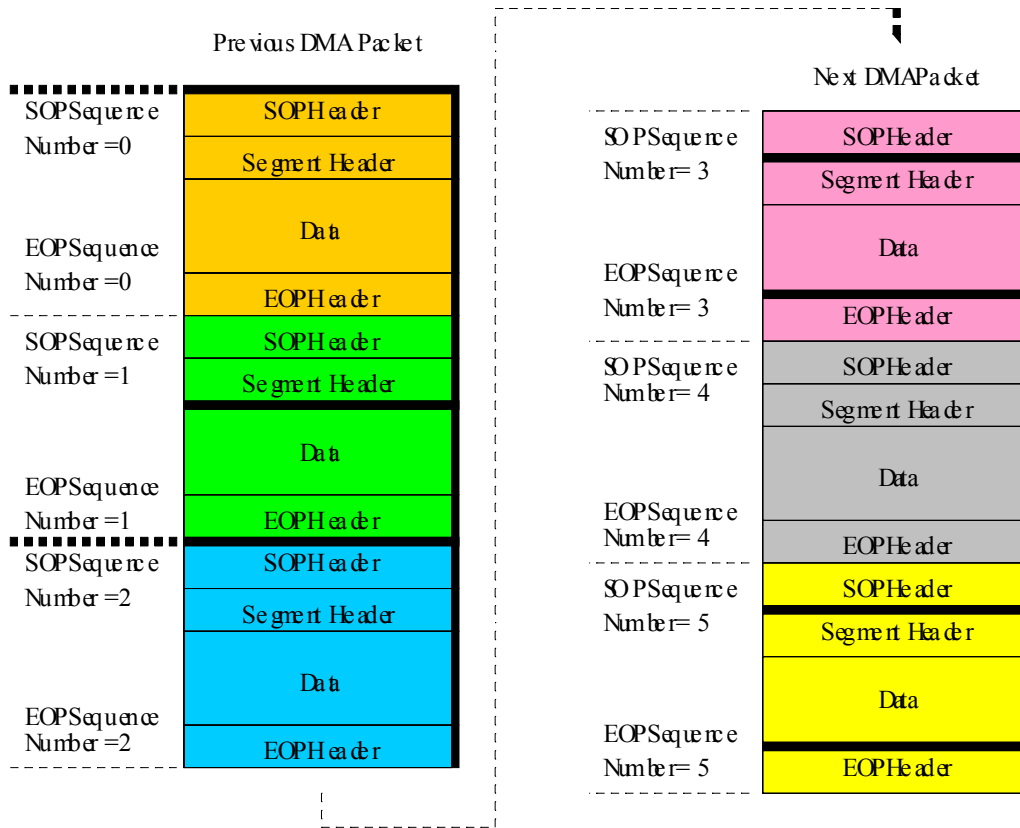 Previous DMA Packet
SOPSequence
Number=0
SOPHeader
Segment Header
Data
EOPSequence
Number=0
EOPHeader
SOPSequence
Number=1
SOPHeader
Segment Header
Data
EOPSequence
Number=1
EOPHeader
SOPSequence
Number=2
SOPHeader
Segment Header
Data
EOPSequence
Number=2
EOPHeader
Next DMAPacket
SOPSequence
Number= 3
SOPHeader
Segment Header
Data
EOPSequence
Number= 3
EOPHeader
SOPSequence
Number= 4
SOPHeader
Segment Header
Data
EOPSequence
Number= 4
EOPHeader
SOPSequence
Number= 5
SOPHeader
Segment Header
Data
EOPSequence
Number= 5
EOPHeader